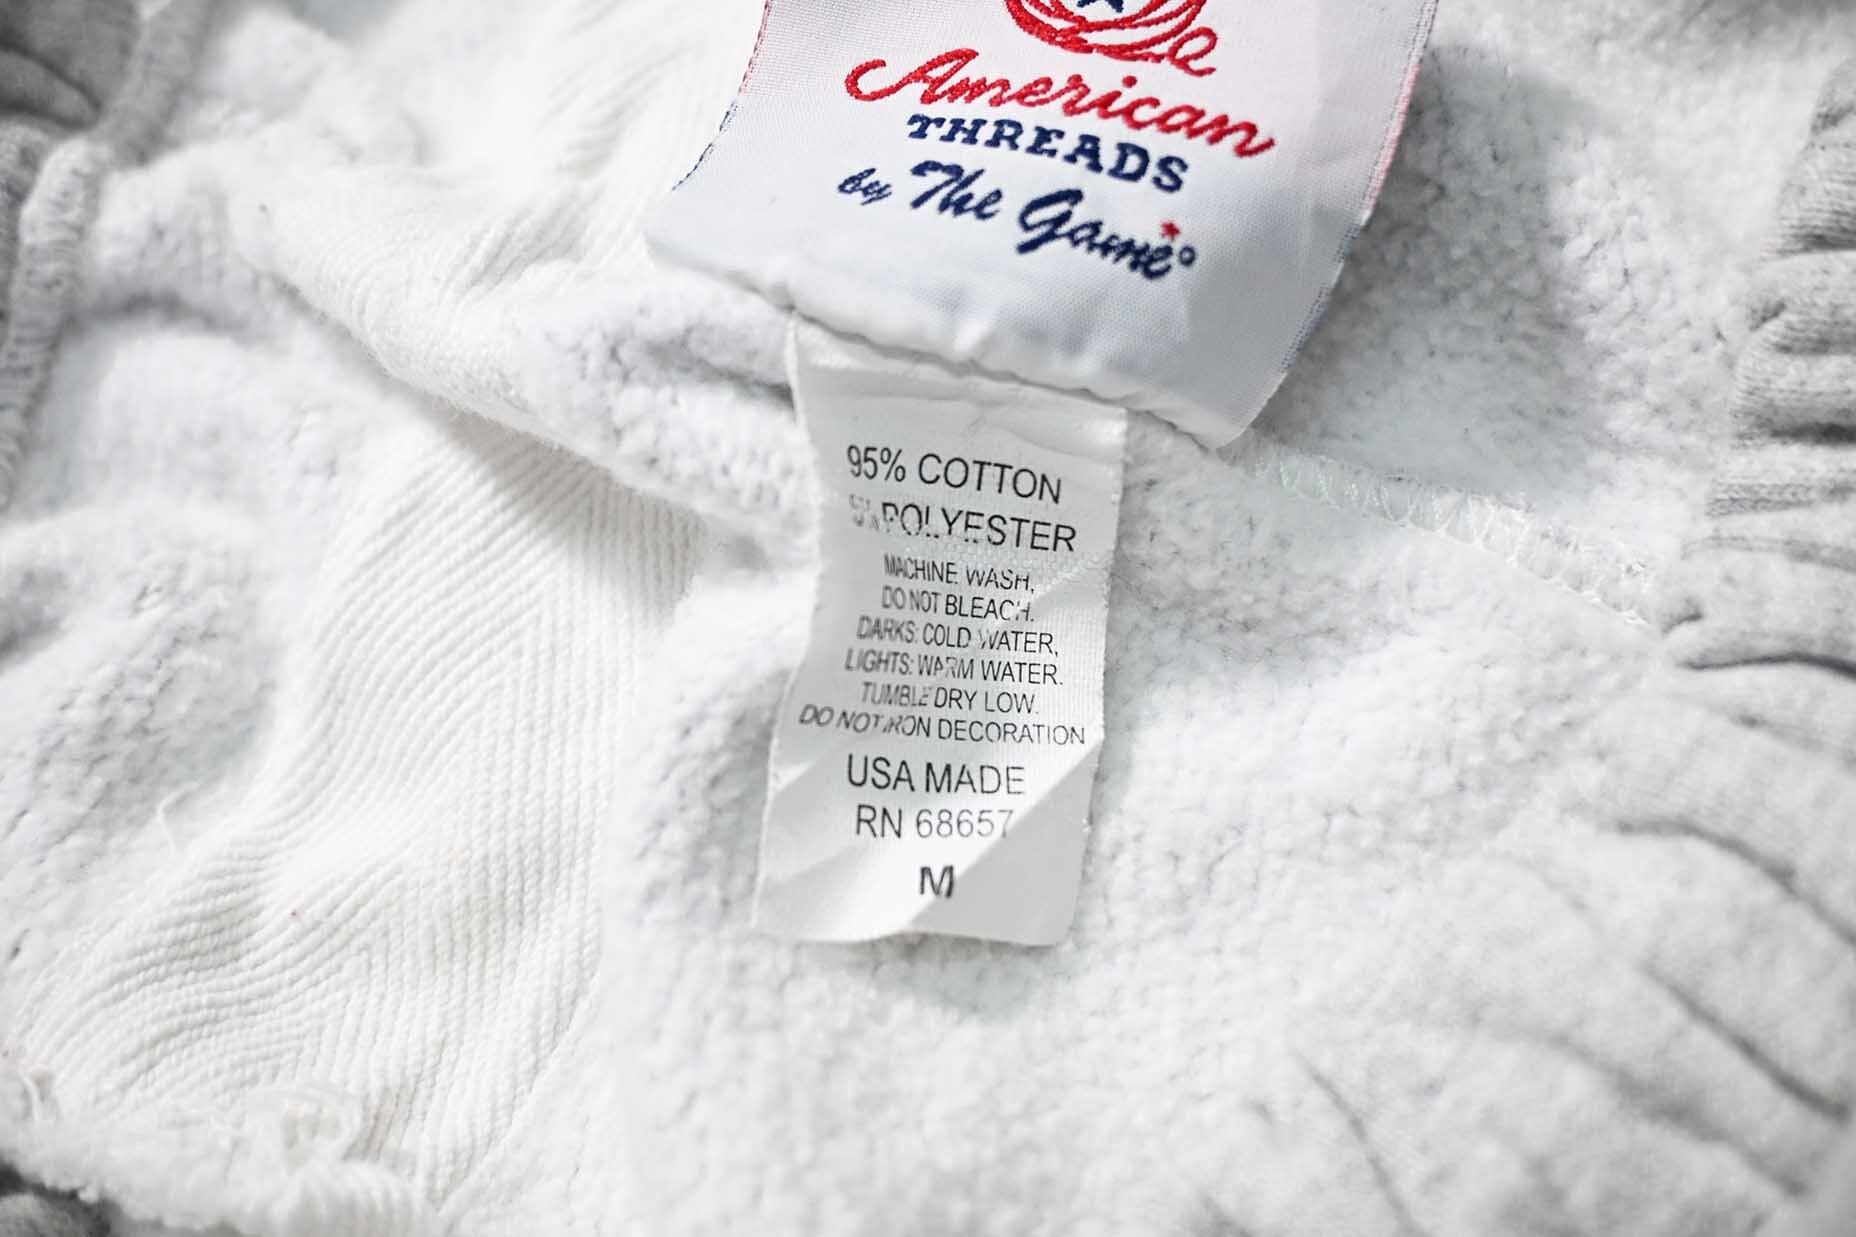 American
THREADS
by The Game®
95% COTTON
5% POLYESTER
MACHINE WASH,
DO NOT BLEACH.
DARKS: COLD WATER,
LIGHTS: WARM WATER.
TUMBLE DRY LOW.
DO NOT IRON DECORATION
USA MADE
RN 68657
M